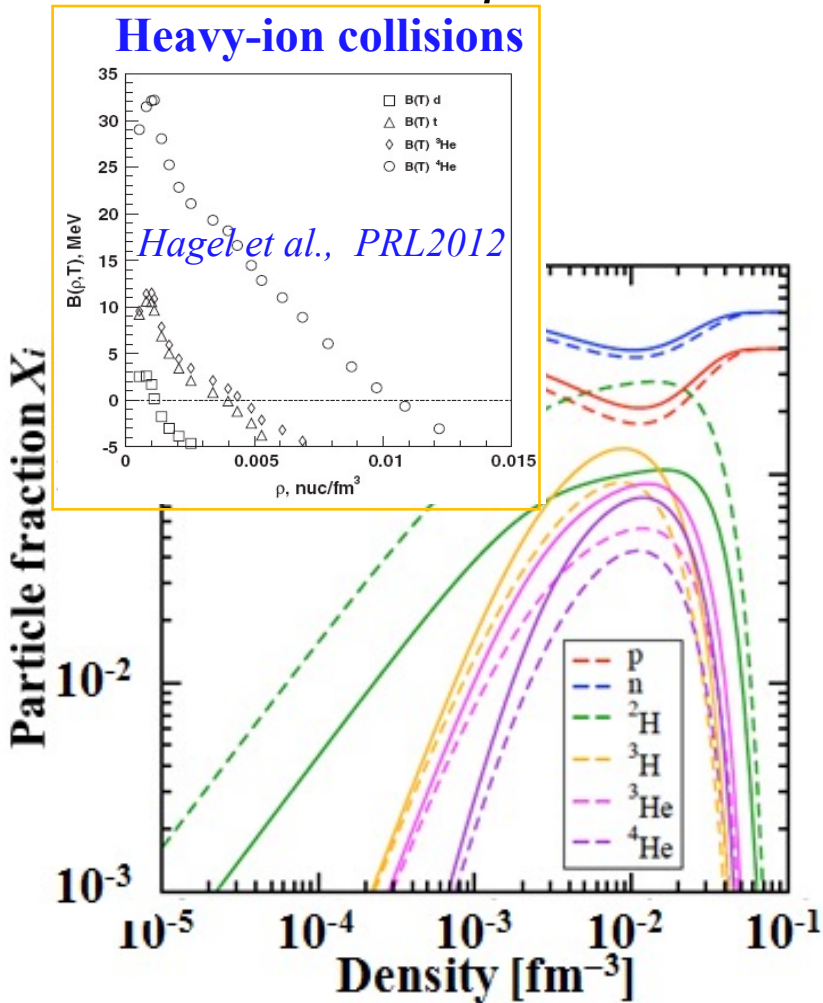 Heavy-ion collisions
35
30
25
20
15
10
5
0
-5
B(ρ,T), MeV
□ B(T) d
△ B(T) t
◇ B(T) ³He
○ B(T) ⁴He
Hagel et al., PRL2012
0 0.005 0.01 0.015
ρ, nuc/fm³
Particle fraction Xᵢ
10⁻²
10⁻³
p
n
²H
³H
³He
⁴He
10⁻⁵ 10⁻⁴ 10⁻³ 10⁻² 10⁻¹
Density [fm⁻³]